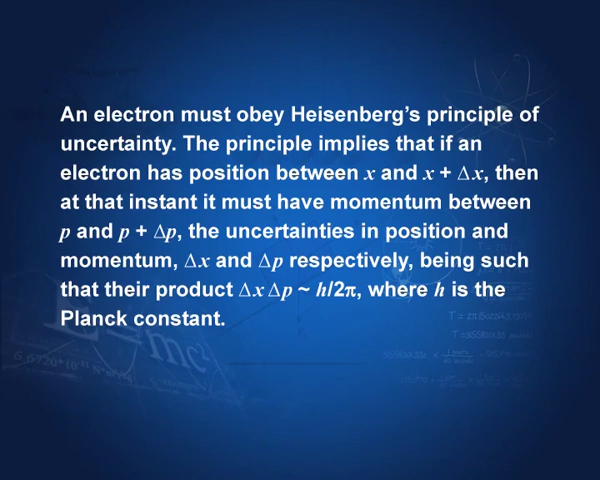 An electron must obey Heisenberg's principle of
uncertainty. The principle implies that if an
electron has position between x and x + Δx, then
at that instant it must have momentum between
p and p + Δp, the uncertainties in position and
momentum, Δx and Δp respectively, being such
that their product Δx Δp ~ h/2π, where h is the
Planck constant.
E=mc²